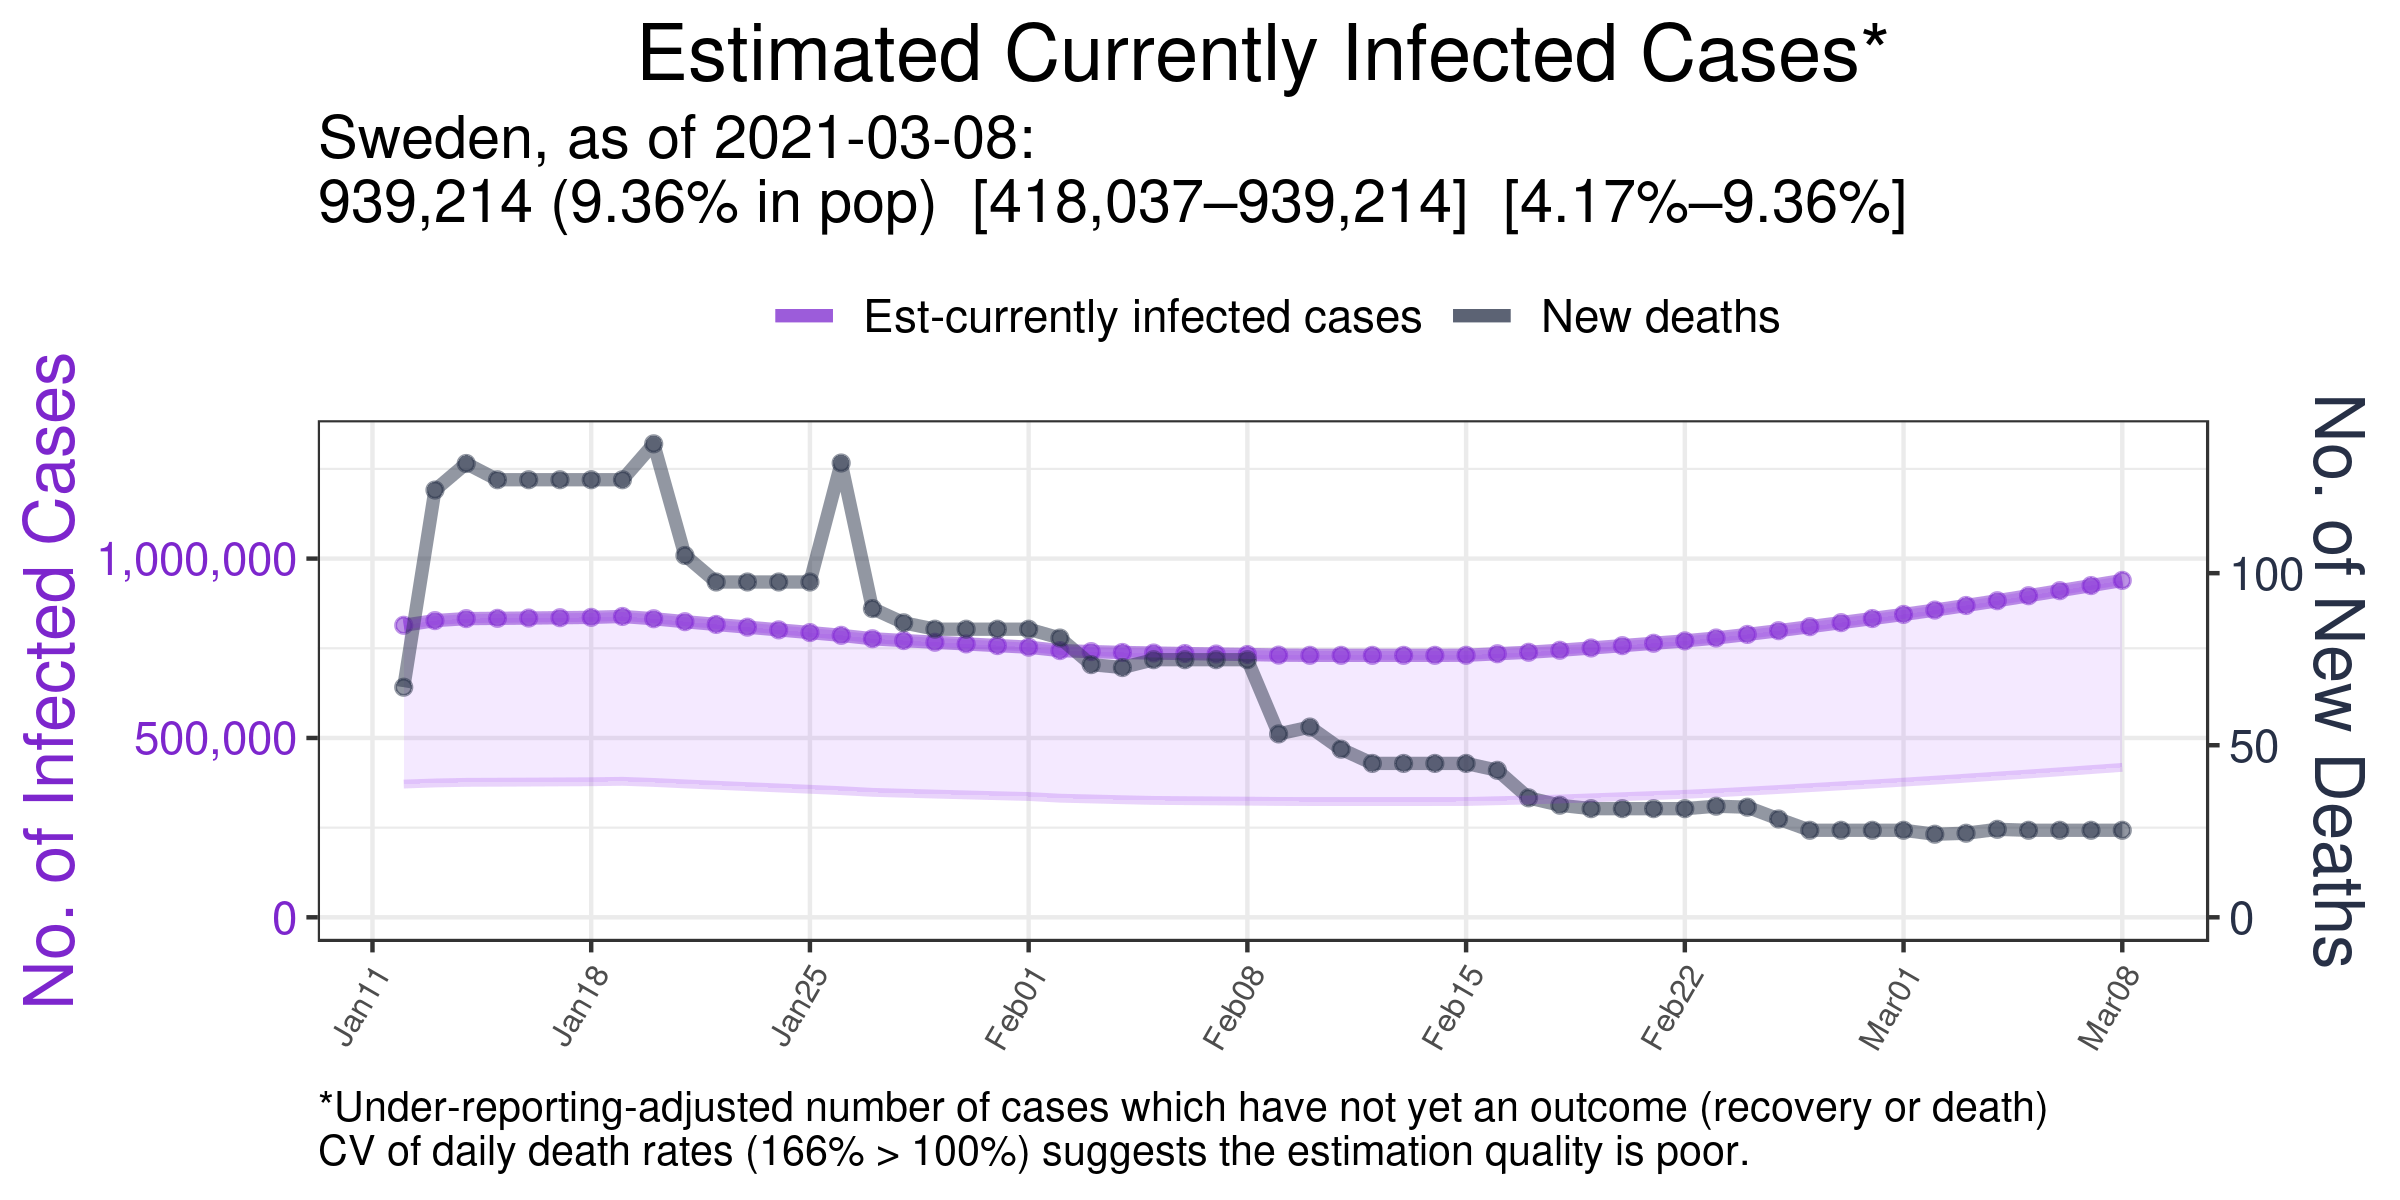 Estimated Currently Infected Cases*
Sweden, as of 2021-03-08:
939,214 (9.36% in pop) [418,037–939,214] [4.17%–9.36%]
Est-currently infected cases
New deaths
No. of Infected Cases
1,000,000
500,000
0
No. of New Deaths
100
50
0
Jan11
Jan18
Jan25
Feb01
Feb08
Feb15
Feb22
Mar01
Mar08
*Under-reporting-adjusted number of cases which have not yet an outcome (recovery or death)
CV of daily death rates (166% > 100%) suggests the estimation quality is poor.